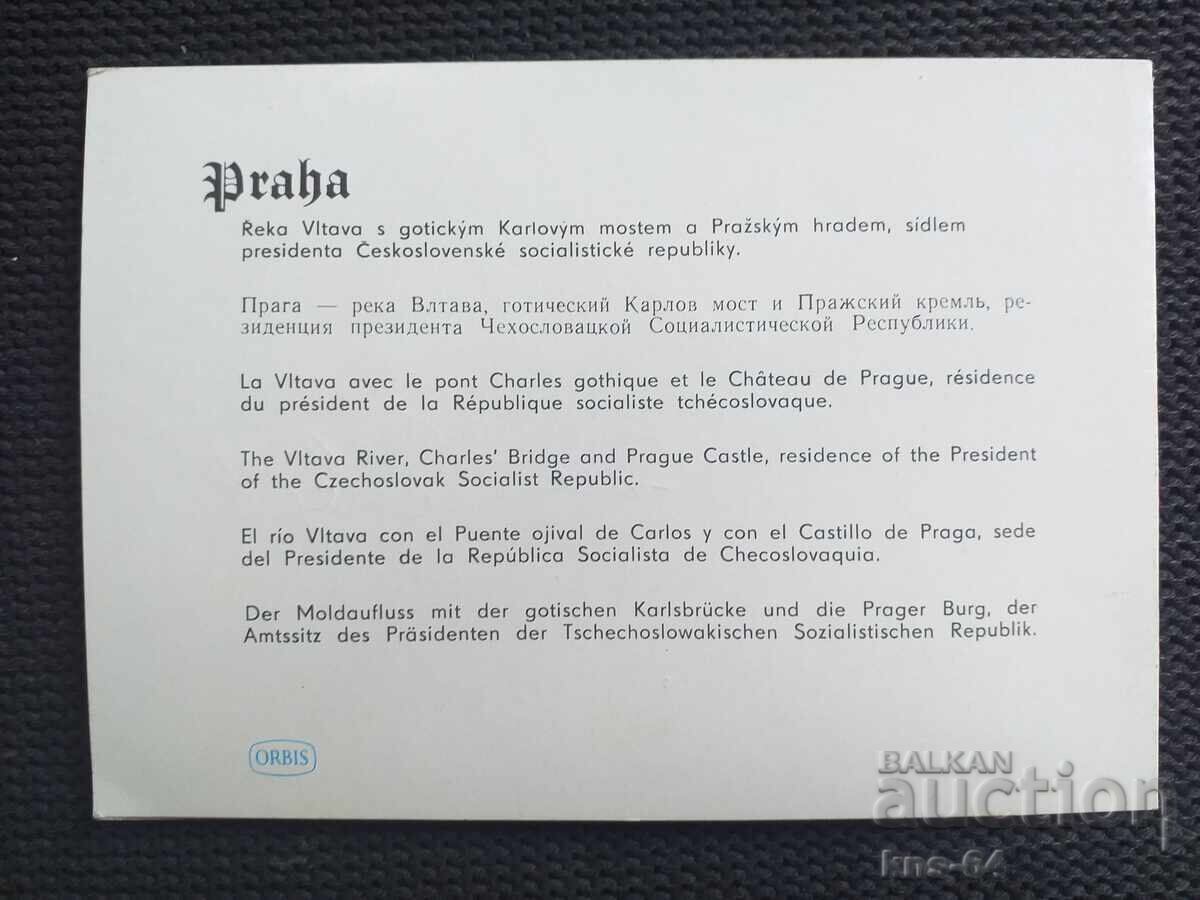 Praha
Řeka Vltava s gotickým Karlovým mostem a Pražským hradem, sídlem
presidenta Československé socialistické republiky.
Прага — река Влтава, готический Карлов мост и Пражский кремль, ре-
зиденция президента Чехословацкой Социалистической Республики.
La Vltava avec le pont Charles gothique et le Château de Prague, résidence
du président de la République socialiste tchécoslovaque.
The Vltava River, Charles' Bridge and Prague Castle, residence of the President
of the Czechoslovak Socialist Republic.
El río Vltava con el Puente ojival de Carlos y con el Castillo de Praga, sede
del Presidente de la República Socialista de Checoslovaquia.
Der Moldaufluss mit der gotischen Karlsbrücke und die Prager Burg, der
Amtssitz des Präsidenten der Tschechoslowakischen Sozialistischen Republik.
ORBIS
BALKAN
auction
kns-64